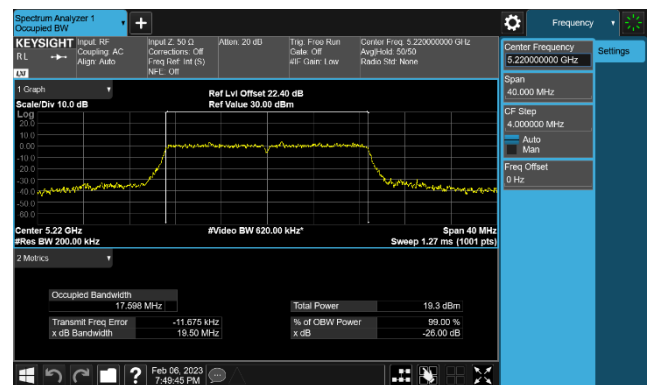 Spectrum Analyzer 1
Occupied BW
Frequency
KEYSIGHT
RL
LXI
Input: RF
Coupling: AC
Align: Auto
Input Z: 50 Ω
Corrections: Off
Freq Ref: Int (S)
NFE: Off
Atten: 20 dB
Trig: Free Run
Gate: Off
#IF Gain: Low
Center Freq: 5.220000000 GHz
Avg|Hold: 50/50
Radio Std: None
Center Frequency
5.220000000 GHz
Settings
Span
40.000 MHz
CF Step
4.000000 MHz
Auto
Man
Freq Offset
0 Hz
1 Graph
Scale/Div 10.0 dB
Ref Lvl Offset 22.40 dB
Ref Value 30.00 dBm
Log
20.0
10.0
0.00
-10.0
-20.0
-30.0
-40.0
-50.0
-60.0
Center 5.22 GHz
#Video BW 620.00 kHz*
Span 40 MHz
#Res BW 200.00 kHz
Sweep 1.27 ms (1001 pts)
2 Metrics
Occupied Bandwidth
17.598 MHz
Total Power 19.3 dBm
Transmit Freq Error -11.675 kHz
% of OBW Power 99.00 %
x dB Bandwidth 19.50 MHz
x dB -26.00 dB
?
Feb 06, 2023
7:49:45 PM